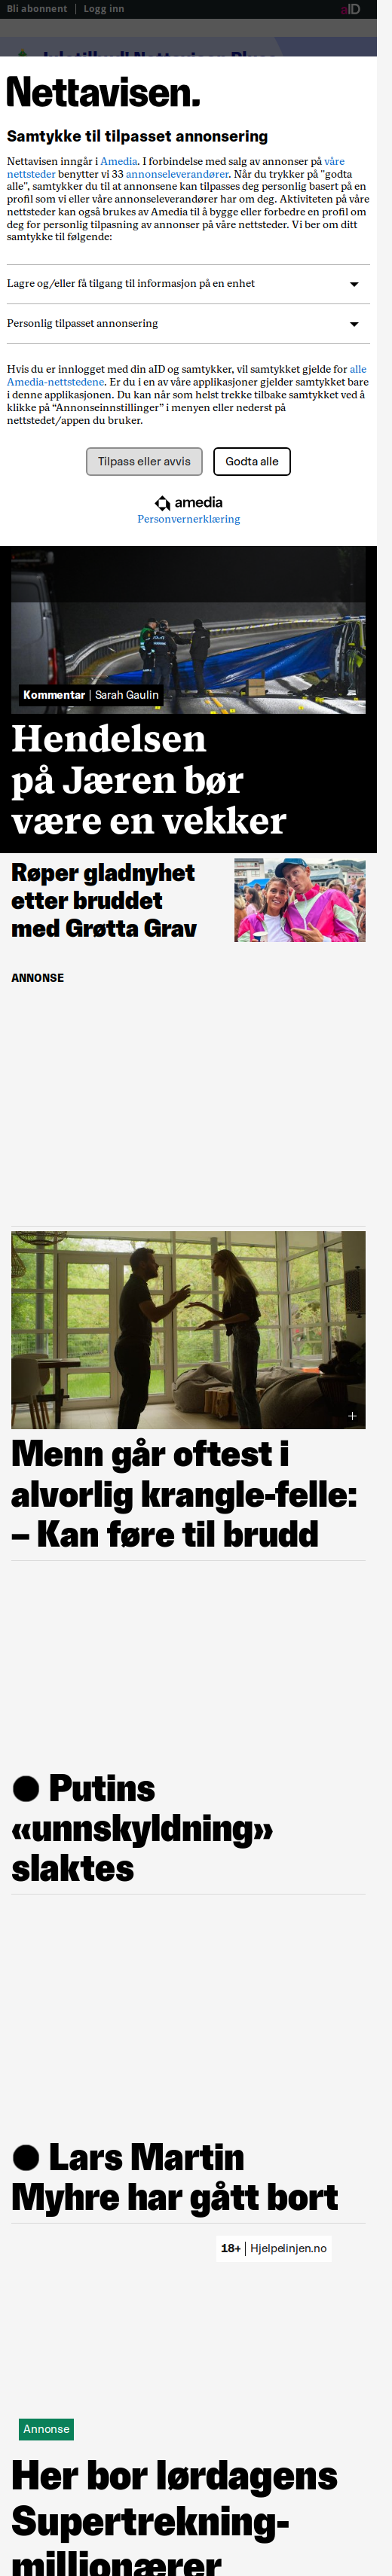 Bli abonnent | Logg inn
aID
Nettavisen.
Samtykke til tilpasset annonsering
Nettavisen inngår i Amedia. I forbindelse med salg av annonser på våre
nettsteder benytter vi 33 annonseleverandører. Når du trykker på "godta
alle", samtykker du til at annonsene kan tilpasses deg personlig basert på en
profil som vi eller våre annonseleverandører har om deg. Aktiviteten på våre
nettsteder kan også brukes av Amedia til å bygge eller forbedre en profil om
deg for personlig tilpasning av annonser på våre nettsteder. Vi ber om ditt
samtykke til følgende:
Lagre og/eller få tilgang til informasjon på en enhet
Personlig tilpasset annonsering
Hvis du er innlogget med din aID og samtykker, vil samtykket gjelde for alle
Amedia-nettstedene. Er du i en av våre applikasjoner gjelder samtykket bare
i denne applikasjonen. Du kan når som helst trekke tilbake samtykket ved å
klikke på “Annonseinnstillinger” i menyen eller nederst på
nettstedet/appen du bruker.
Tilpass eller avvis
Godta alle
amedia
Personvernerklæring
Kommentar | Sarah Gaulin
Hendelsen
på Jæren bør
være en vekker
Røper gladnyhet
etter bruddet
med Grøtta Grav
ANNONSE
Menn går oftest i
alvorlig krangle-felle:
– Kan føre til brudd
● Putins
«unnskyldning»
slaktes
● Lars Martin
Myhre har gått bort
18+ | Hjelpelinjen.no
Annonse
Her bor lørdagens
Supertrekning-
millionærer